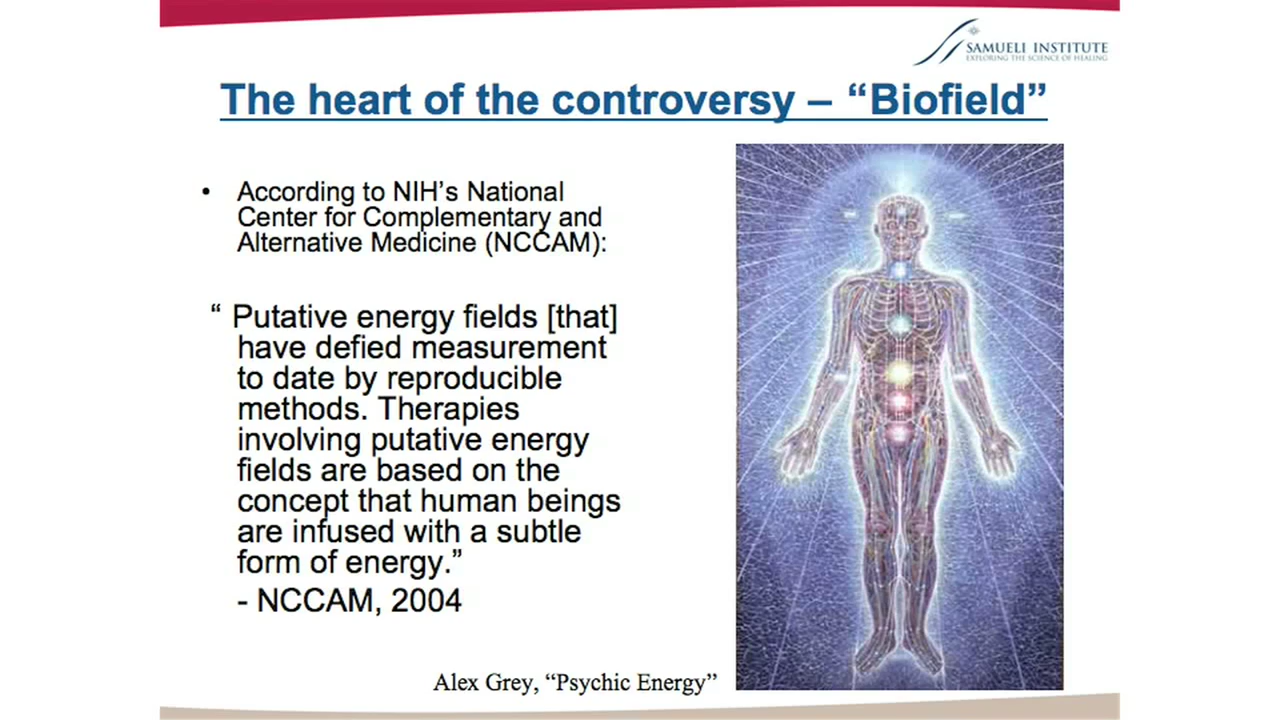 SAMUELI INSTITUTE
EXPLORING THE SCIENCE OF HEALING
The heart of the controversy – “Biofield”
• According to NIH’s National
Center for Complementary and
Alternative Medicine (NCCAM):
“ Putative energy fields [that]
have defied measurement
to date by reproducible
methods. Therapies
involving putative energy
fields are based on the
concept that human beings
are infused with a subtle
form of energy.”
- NCCAM, 2004
Alex Grey, “Psychic Energy”